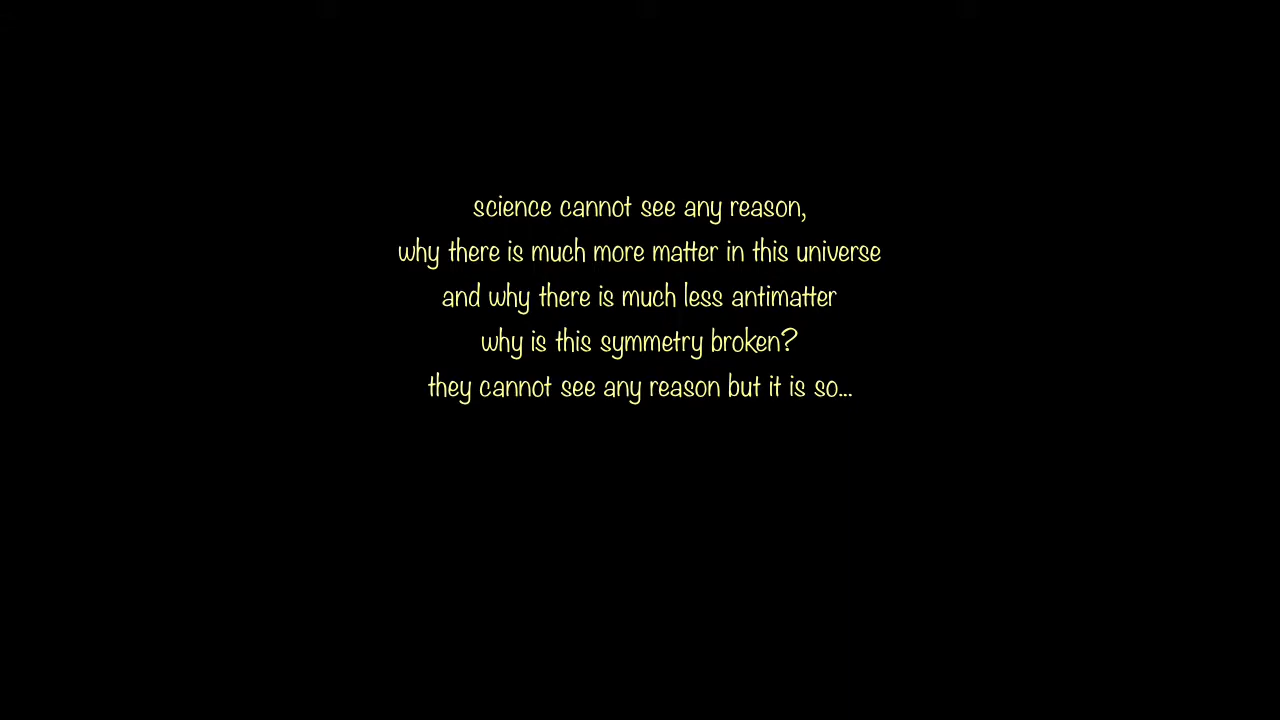 science cannot see any reason,
why there is much more matter in this universe
and why there is much less antimatter
why is this symmetry broken?
they cannot see any reason but it is so...